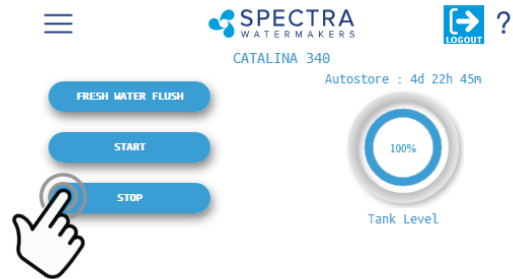 SPECTRA
WATERMAKERS
LOGOUT
?
CATALINA 340
Autostore : 4d 22h 45m
FRESH WATER FLUSH
START
100%
STOP
Tank Level